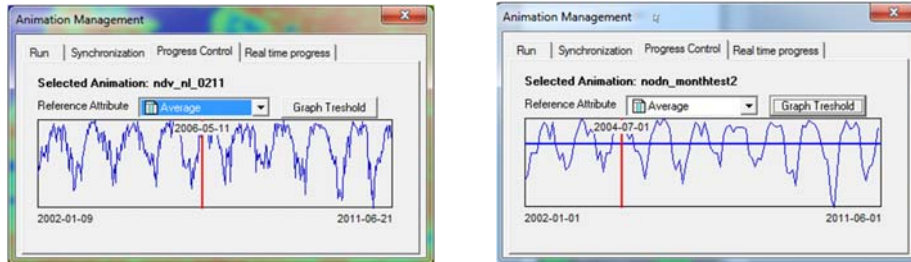 Animation Management
Run Synchronization Progress Control Real time progress
Selected Animation: ndv_nl_0211
Reference Attribute Average Graph Treshold
2006-05-11
2002-01-09 2011-06-21
Animation Management
Run Synchronization Progress Control Real time progress
Selected Animation: nodn_monthtest2
Reference Attribute Average Graph Treshold
2004-07-01
2002-01-01 2011-06-01